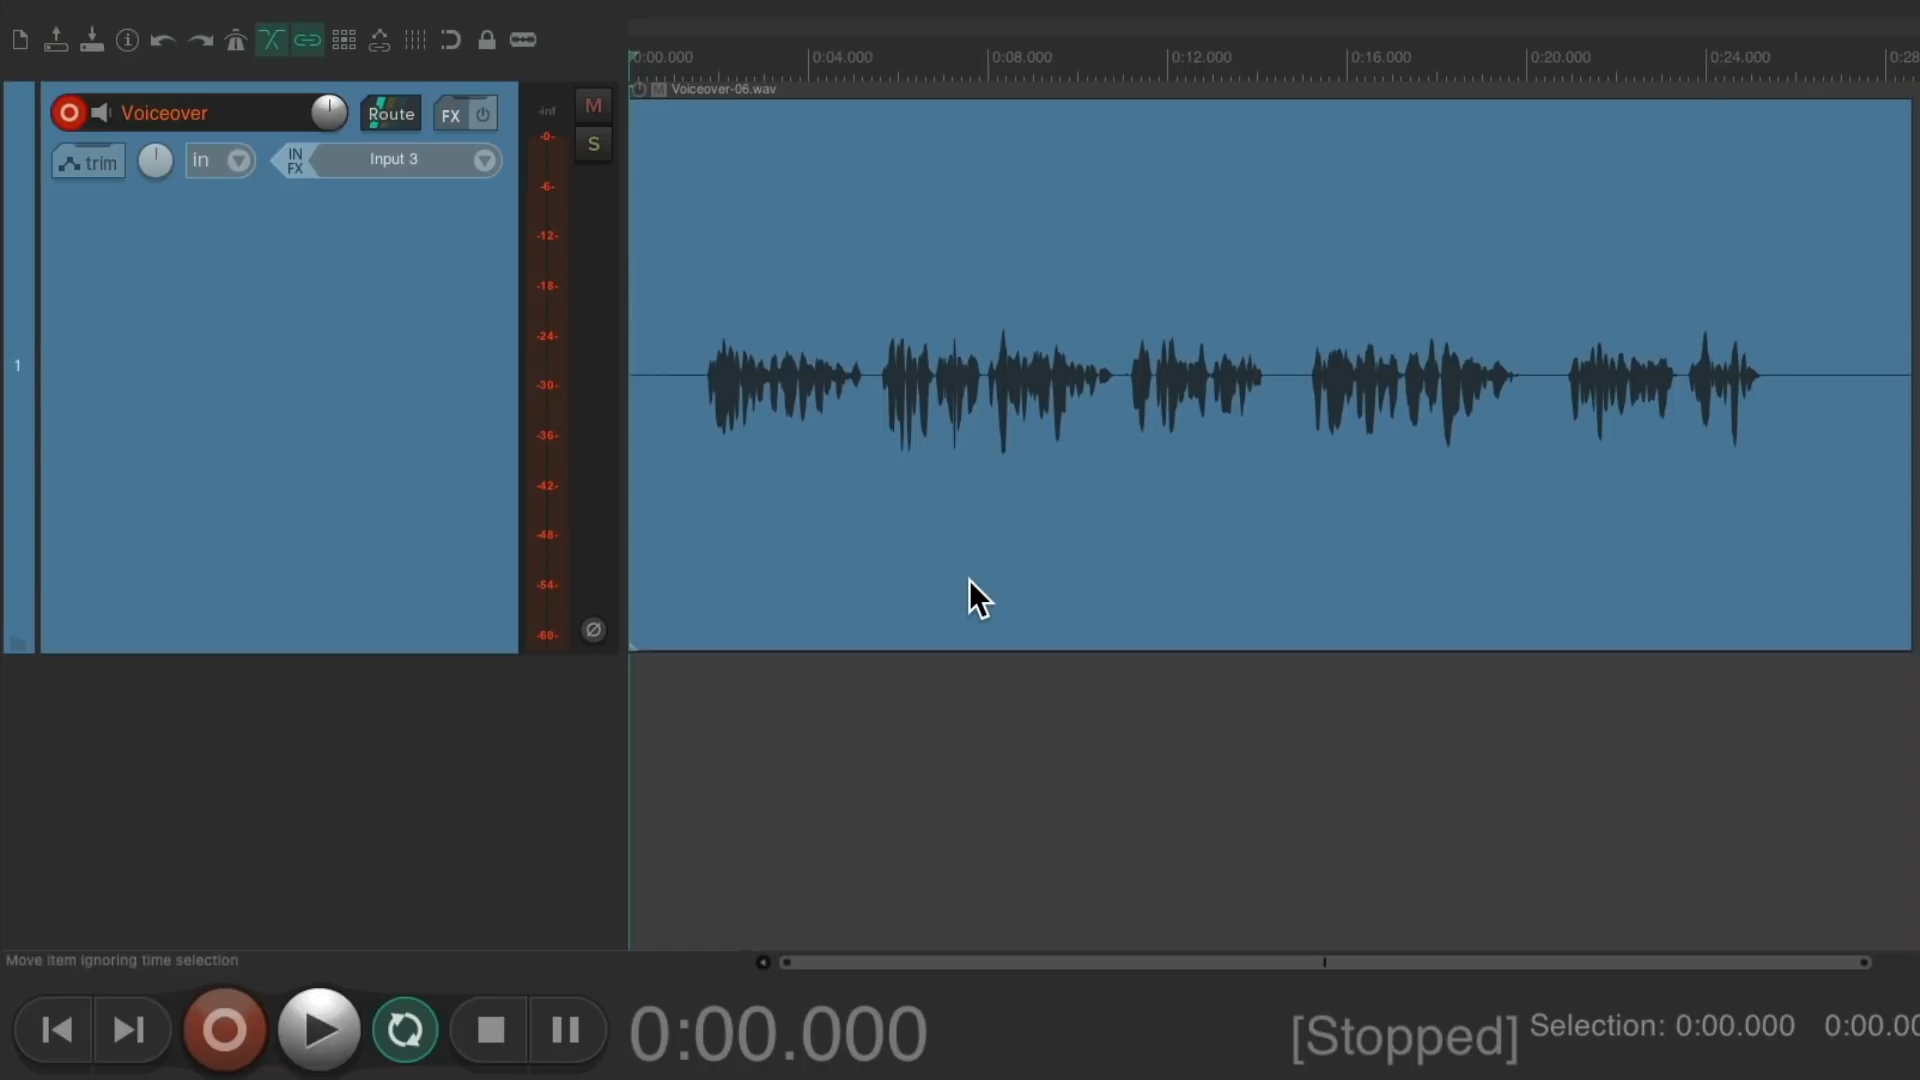 0:00.000 0:04.000 0:08.000 0:12.000 0:16.000 0:20.000 0:24.000 0:28
M Voiceover-06.wav
Voiceover Route FX
trim in IN FX Input 3
M
S
-inf
-0-
-6-
-12-
-18-
-24-
-30-
-36-
-42-
-48-
-54-
-60-
1
Move item ignoring time selection
0:00.000 [Stopped] Selection: 0:00.000 0:00.00